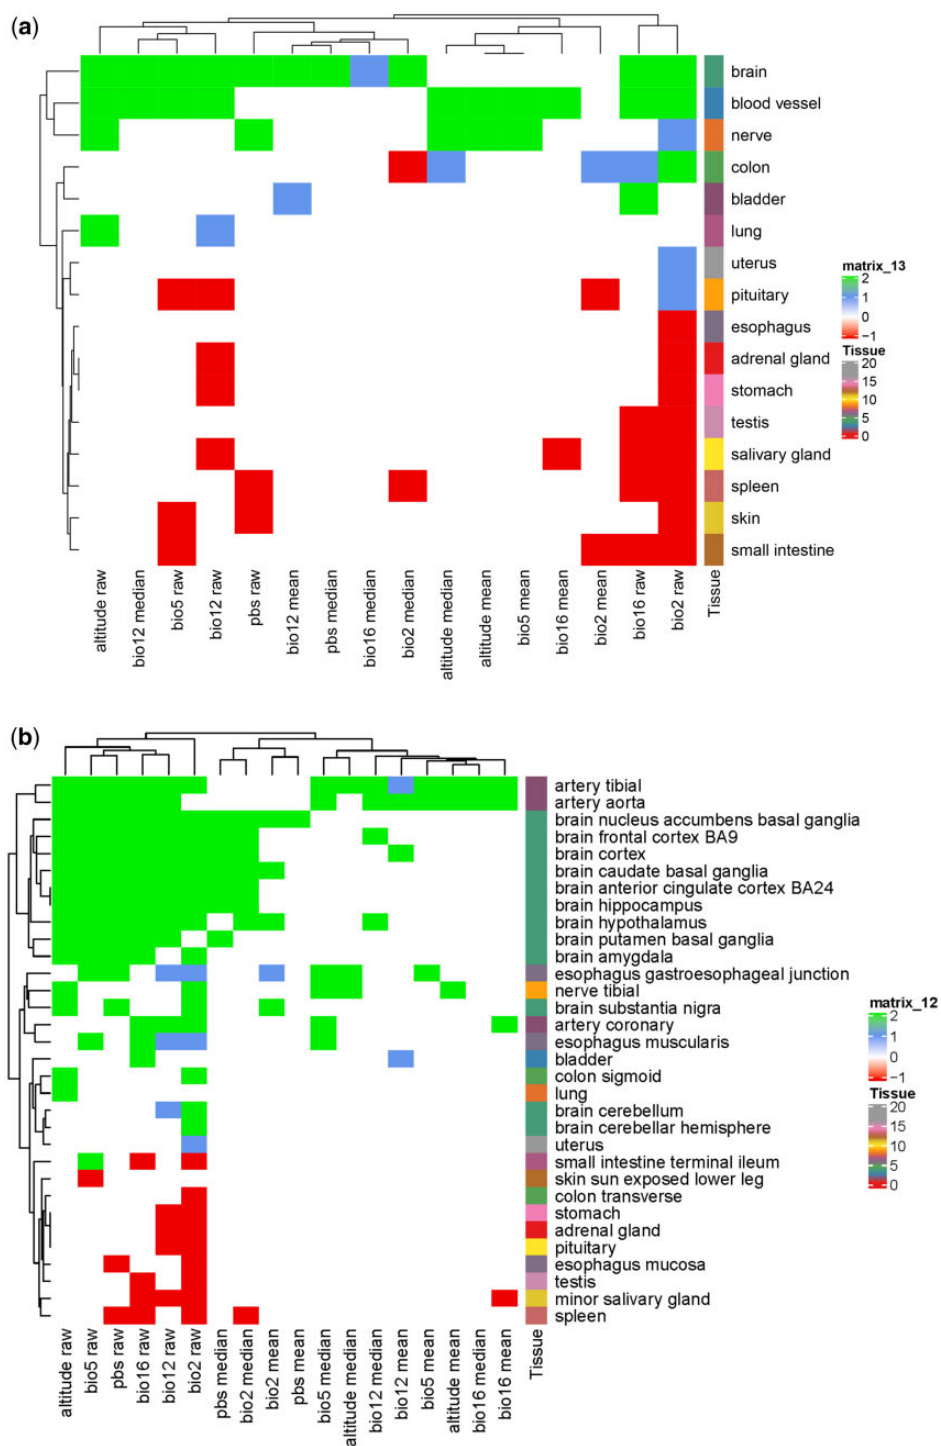 (a)
brain
blood vessel
nerve
colon
bladder
lung
uterus
pituitary
esophagus
adrenal gland
stomach
testis
salivary gland
spleen
skin
small intestine
matrix_13
2
1
0
−1
Tissue
20
15
10
5
0
altitude raw
bio12 median
bio5 raw
bio12 raw
pbs raw
bio12 mean
pbs median
bio16 median
bio2 median
altitude median
altitude mean
bio5 mean
bio16 mean
bio2 mean
bio16 raw
bio2 raw
Tissue
(b)
artery tibial
artery aorta
brain nucleus accumbens basal ganglia
brain frontal cortex BA9
brain cortex
brain caudate basal ganglia
brain anterior cingulate cortex BA24
brain hippocampus
brain hypothalamus
brain putamen basal ganglia
brain amygdala
esophagus gastroesophageal junction
nerve tibial
brain substantia nigra
artery coronary
esophagus muscularis
bladder
colon sigmoid
lung
brain cerebellum
brain cerebellar hemisphere
uterus
small intestine terminal ileum
skin sun exposed lower leg
colon transverse
stomach
adrenal gland
pituitary
esophagus mucosa
testis
minor salivary gland
spleen
matrix_12
2
1
0
−1
Tissue
20
15
10
5
0
altitude raw
bio5 raw
pbs raw
bio16 raw
bio12 raw
bio2 raw
pbs median
bio2 median
bio2 mean
pbs mean
bio5 median
altitude median
bio12 median
bio12 mean
bio5 mean
altitude mean
bio16 median
bio16 mean
Tissue